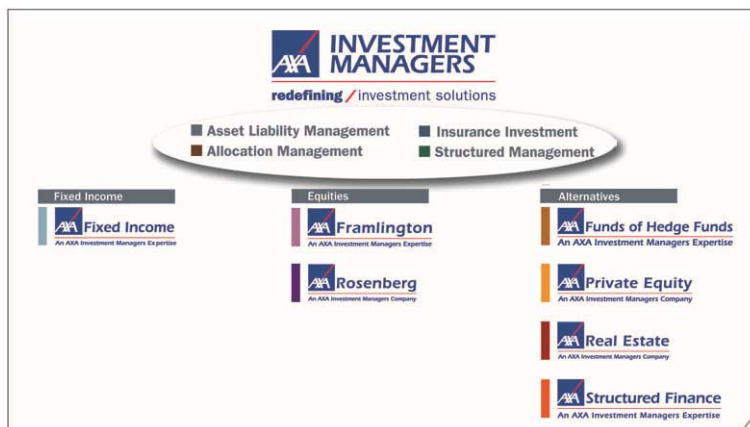 AXA INVESTMENT
MANAGERS
redefining / investment solutions
Asset Liability Management
Insurance Investment
Allocation Management
Structured Management
Fixed Income
AXA Fixed Income
An AXA Investment Managers Expertise
Equities
AXA Framlington
An AXA Investment Managers Expertise
AXA Rosenberg
An AXA Investment Managers Company
Alternatives
AXA Funds of Hedge Funds
An AXA Investment Managers Expertise
AXA Private Equity
An AXA Investment Managers Company
AXA Real Estate
An AXA Investment Managers Company
AXA Structured Finance
An AXA Investment Managers Expertise